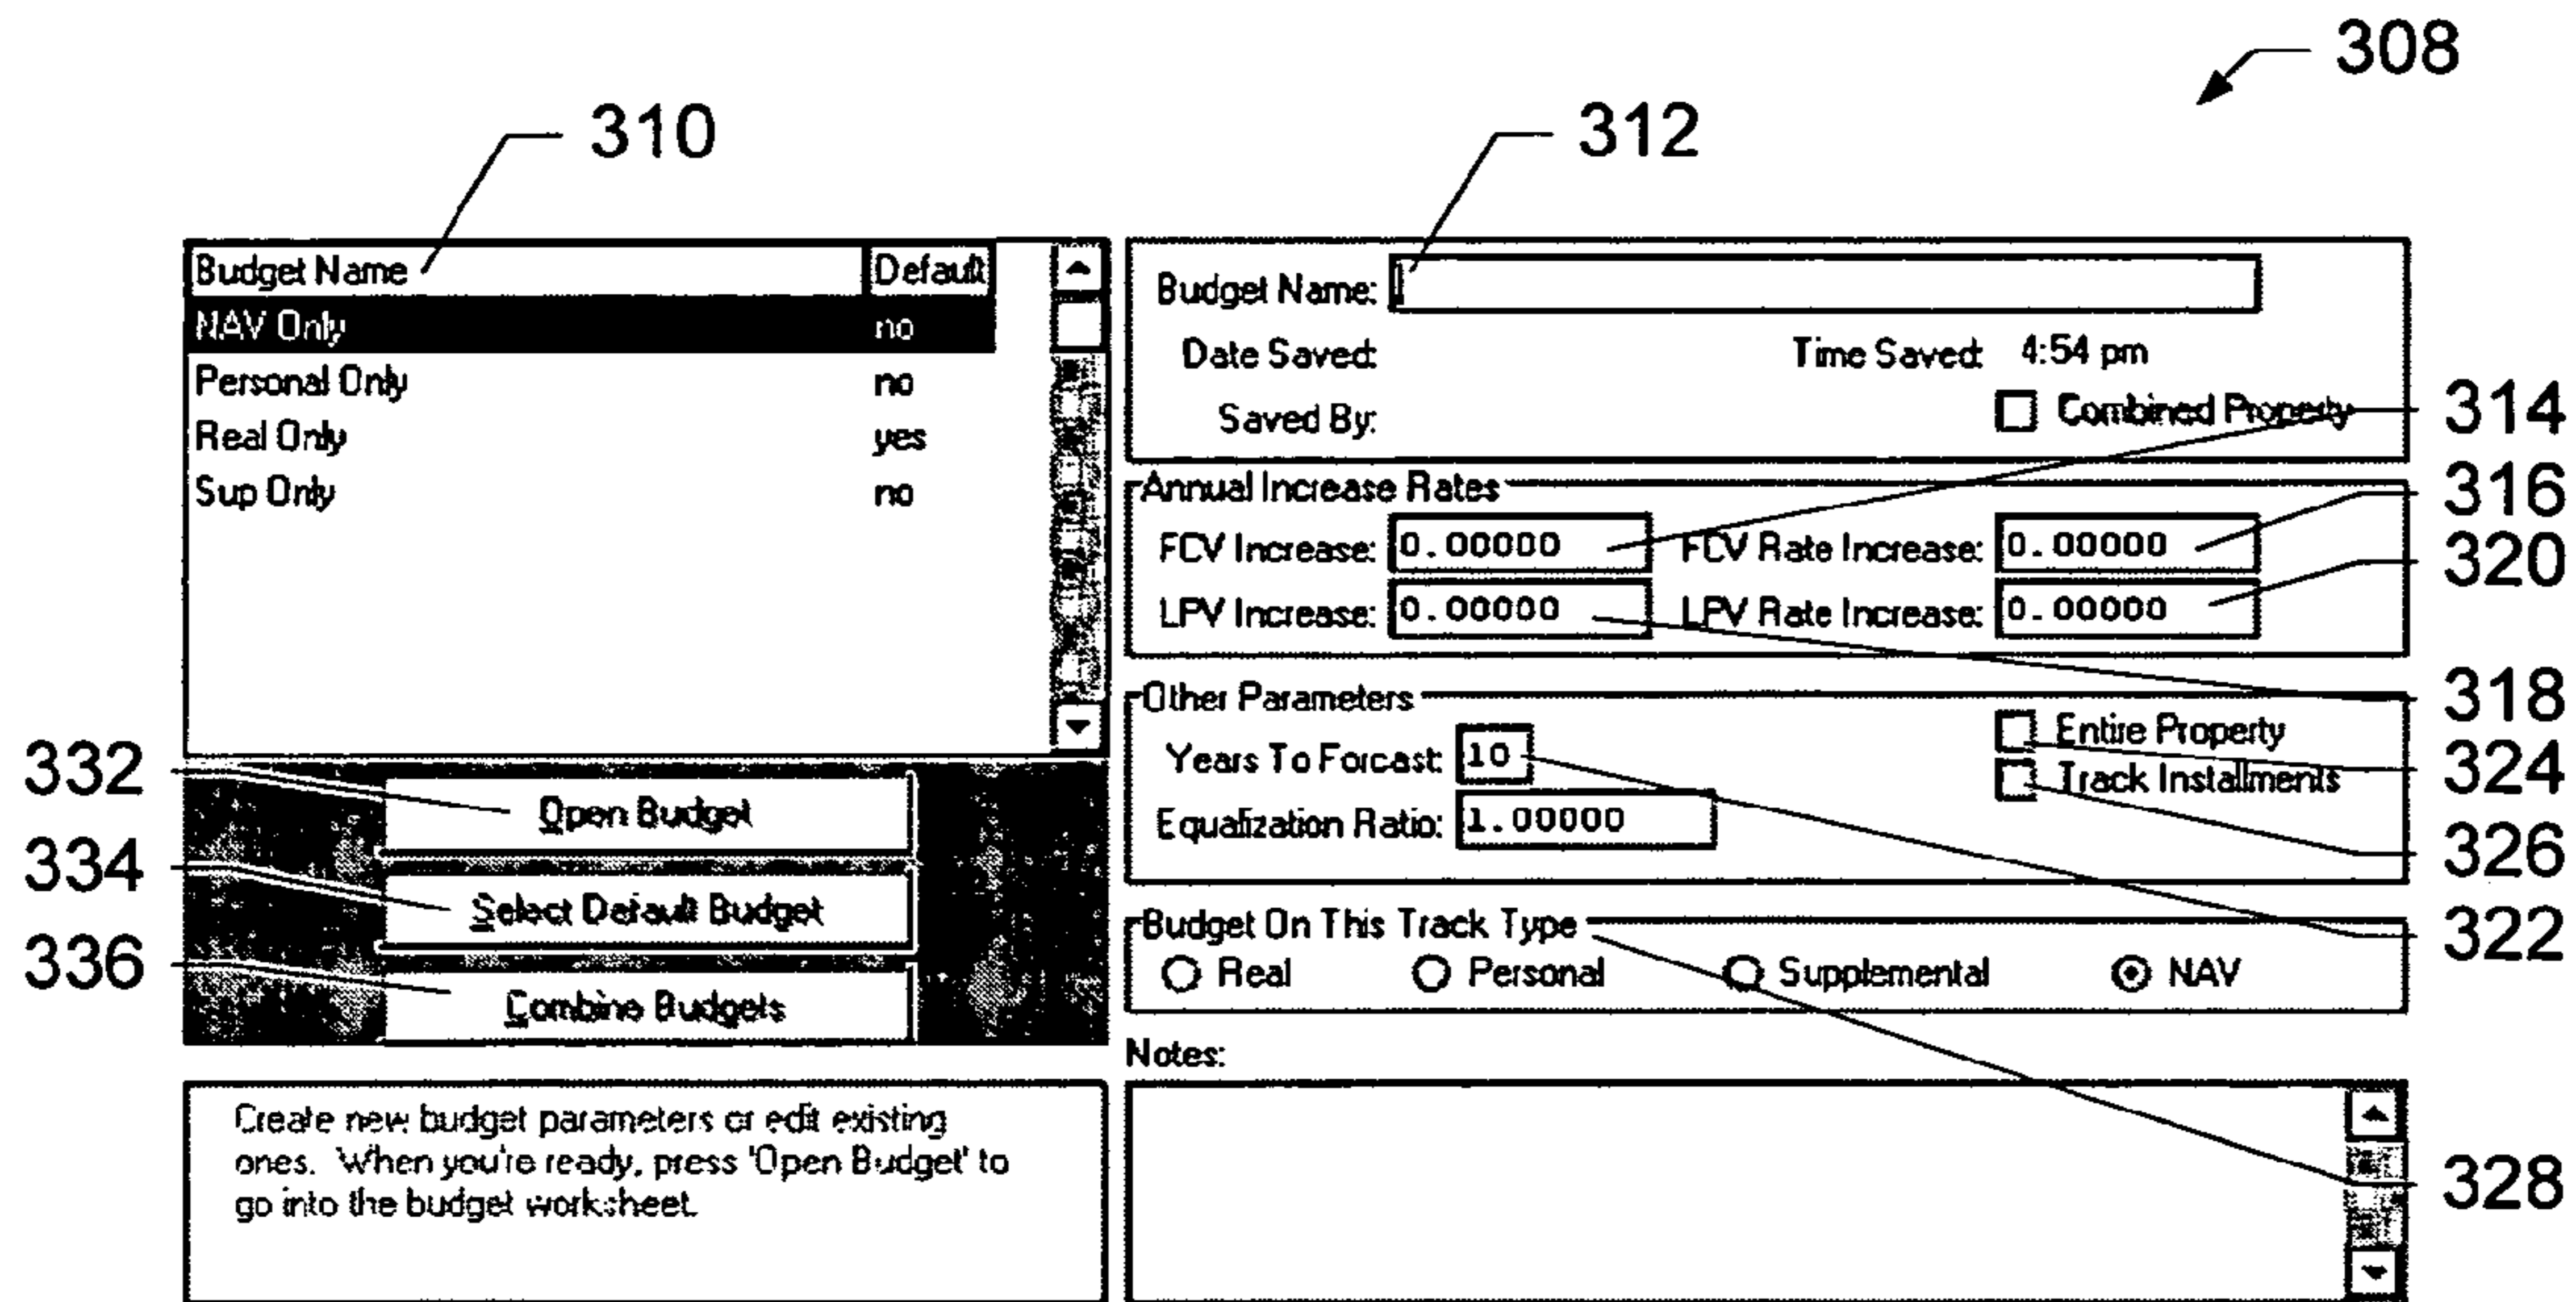 308
310
312
Budget Name Default
NAV Only no
Personal Only no
Real Only yes
Sup Only no
Budget Name:
Date Saved: Time Saved: 4:54 pm
Saved By: Combined Property
314
Annual Increase Rates
316
FCV Increase: 0.00000 FCV Rate Increase: 0.00000
320
LPV Increase: 0.00000 LPV Rate Increase: 0.00000
318
Other Parameters
Years To Forcast: 10 Entire Property
324
Track Installments
Equalization Ratio: 1.00000
326
322
Budget On This Track Type
Real Personal Supplemental NAV
332
Open Budget
334
Select Default Budget
336
Combine Budgets
Notes:
328
Create new budget parameters or edit existing
ones. When you're ready, press 'Open Budget' to
go into the budget worksheet.